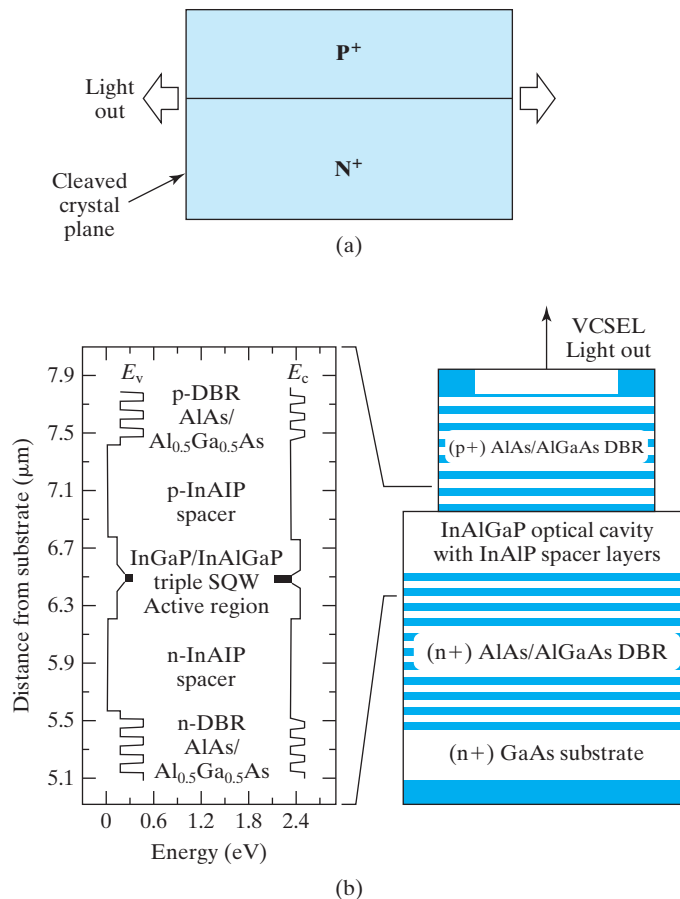 P⁺
Light
out
N⁺
Cleaved
crystal
plane
(a)
VCSEL
Light out
7.9
7.5
7.1
6.7
6.3
5.9
5.5
5.1
Distance from substrate (μm)
Eᵥ
E꜀
p-DBR
AlAs/
Al₀.₅Ga₀.₅As
p-InAIP
spacer
InGaP/InAlGaP
triple SQW
Active region
n-InAIP
spacer
n-DBR
AlAs/
Al₀.₅Ga₀.₅As
0 0.6 1.2 1.8 2.4
Energy (eV)
(p+) AlAs/AlGaAs DBR
InAlGaP optical cavity
with InAlP spacer layers
(n+) AlAs/AlGaAs DBR
(n+) GaAs substrate
(b)